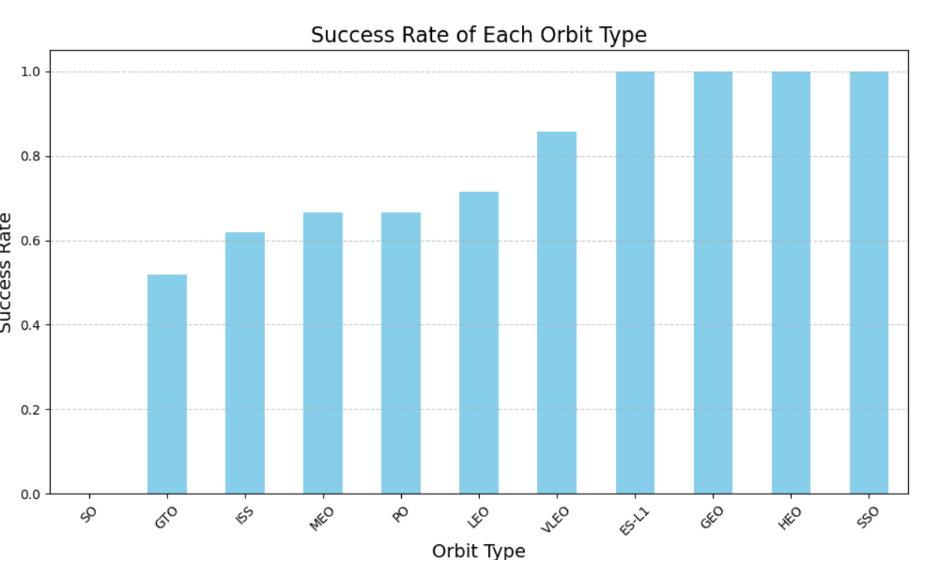 Success Rate of Each Orbit Type
Success Rate
1.0
0.8
0.6
0.4
0.2
0.0
SO
GTO
ISS
MEO
PO
LEO
VLEO
ES-L1
GEO
HEO
SSO
Orbit Type